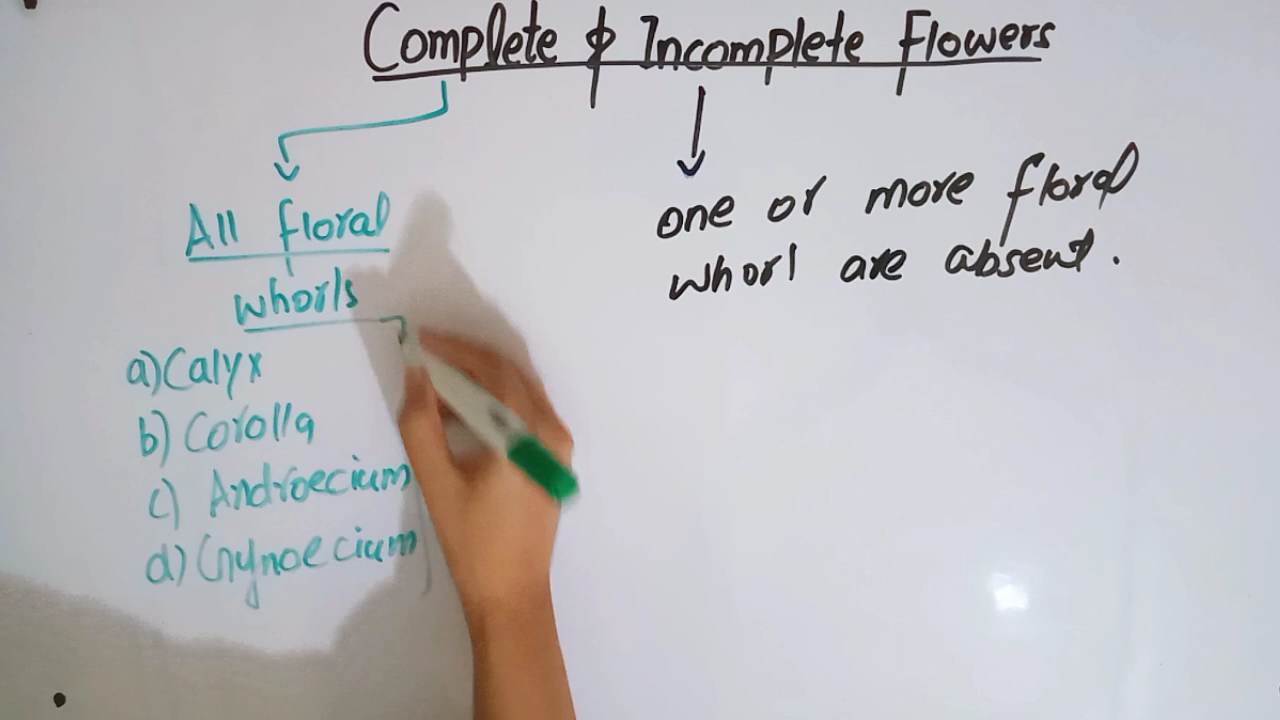 Complete & Incomplete Flowers
All floral
whorls
a) Calyx
b) Corolla
c) Androecium
d) Gynoecium
one or more floral
whorl are absent.